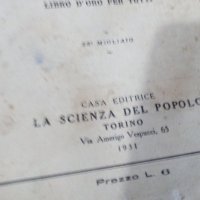 LIBRO D'ORO PER TUTTI
25º MIGLIAIO
CASA EDITRICE
LA SCIENZA DEL POPOLO
TORINO
Via Amerigo Vespucci, 65
1931
Prezzo L. 6